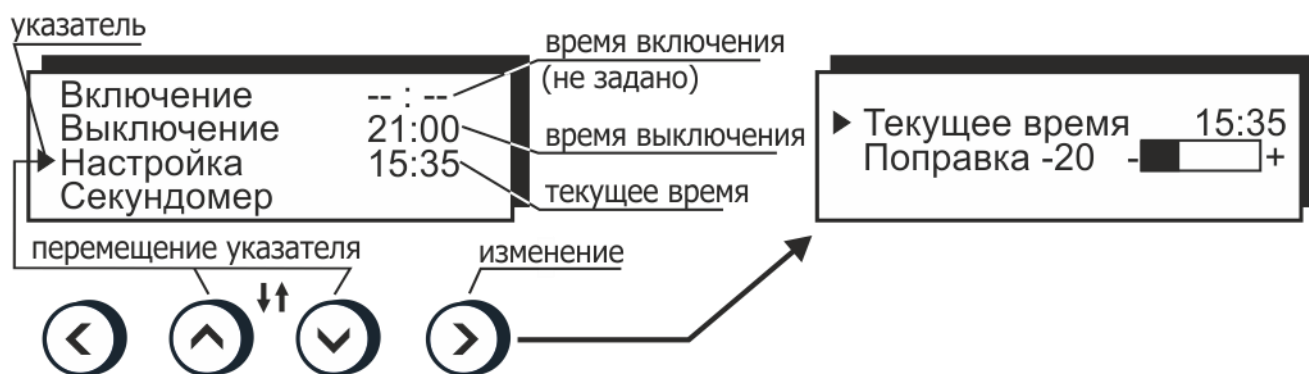 указатель
время включения
(не задано)
Включение -- : --
Выключение 21:00
Настройка 15:35
Секундомер
время выключения
текущее время
перемещение указателя
изменение
Текущее время 15:35
Поправка -20 - +